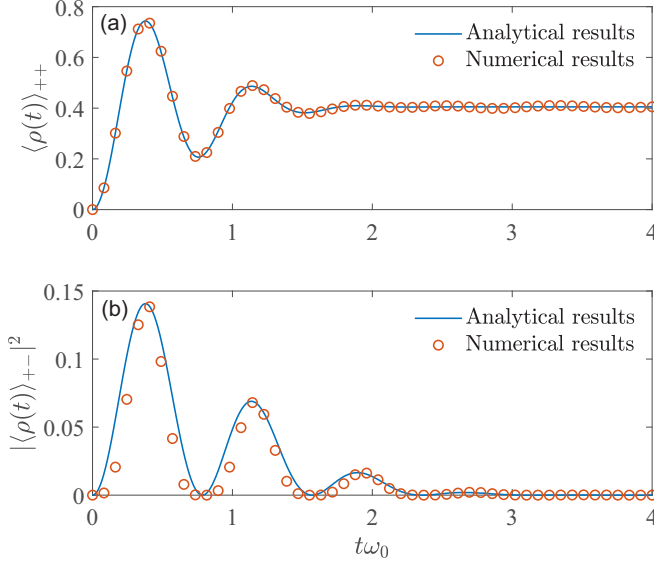 0.8
(a)
Analytical results
Numerical results
0.6
0.4
0.2
0
⟨ρ(t)⟩₊₊
0 1 2 3 4
0.15
(b)
Analytical results
Numerical results
0.1
0.05
0
|⟨ρ(t)⟩₊₋|²
0 1 2 3 4
tω₀